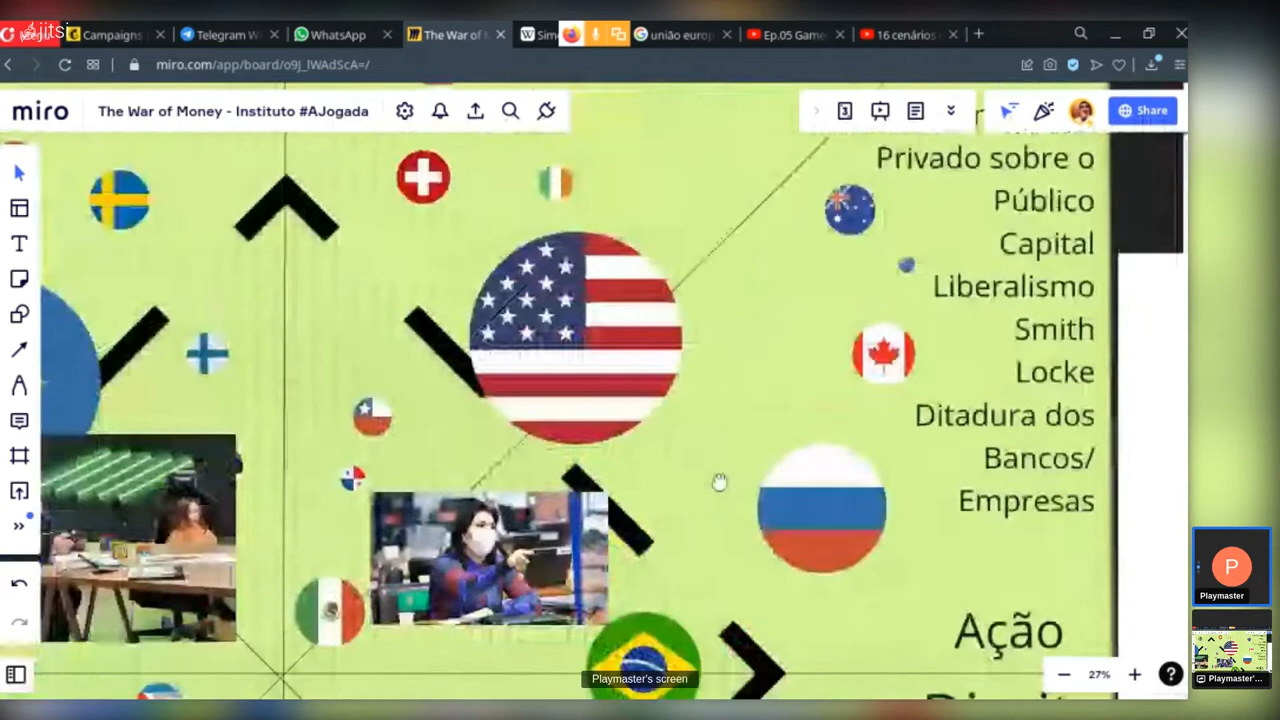 jitsi
Menu
Campaigns
Telegram W
WhatsApp
The War of M
Sim
união europ
Ep.05 Game
16 cenários
miro.com/app/board/o9J_lWAdScA=/
miro
The War of Money - Instituto #AJogada
Share
Privado sobre o
Público
Capital
Liberalismo
Smith
Locke
Ditadura dos
Bancos/
Empresas
Ação
27%
Playmaster's screen
P
Playmaster
Playmaster'...